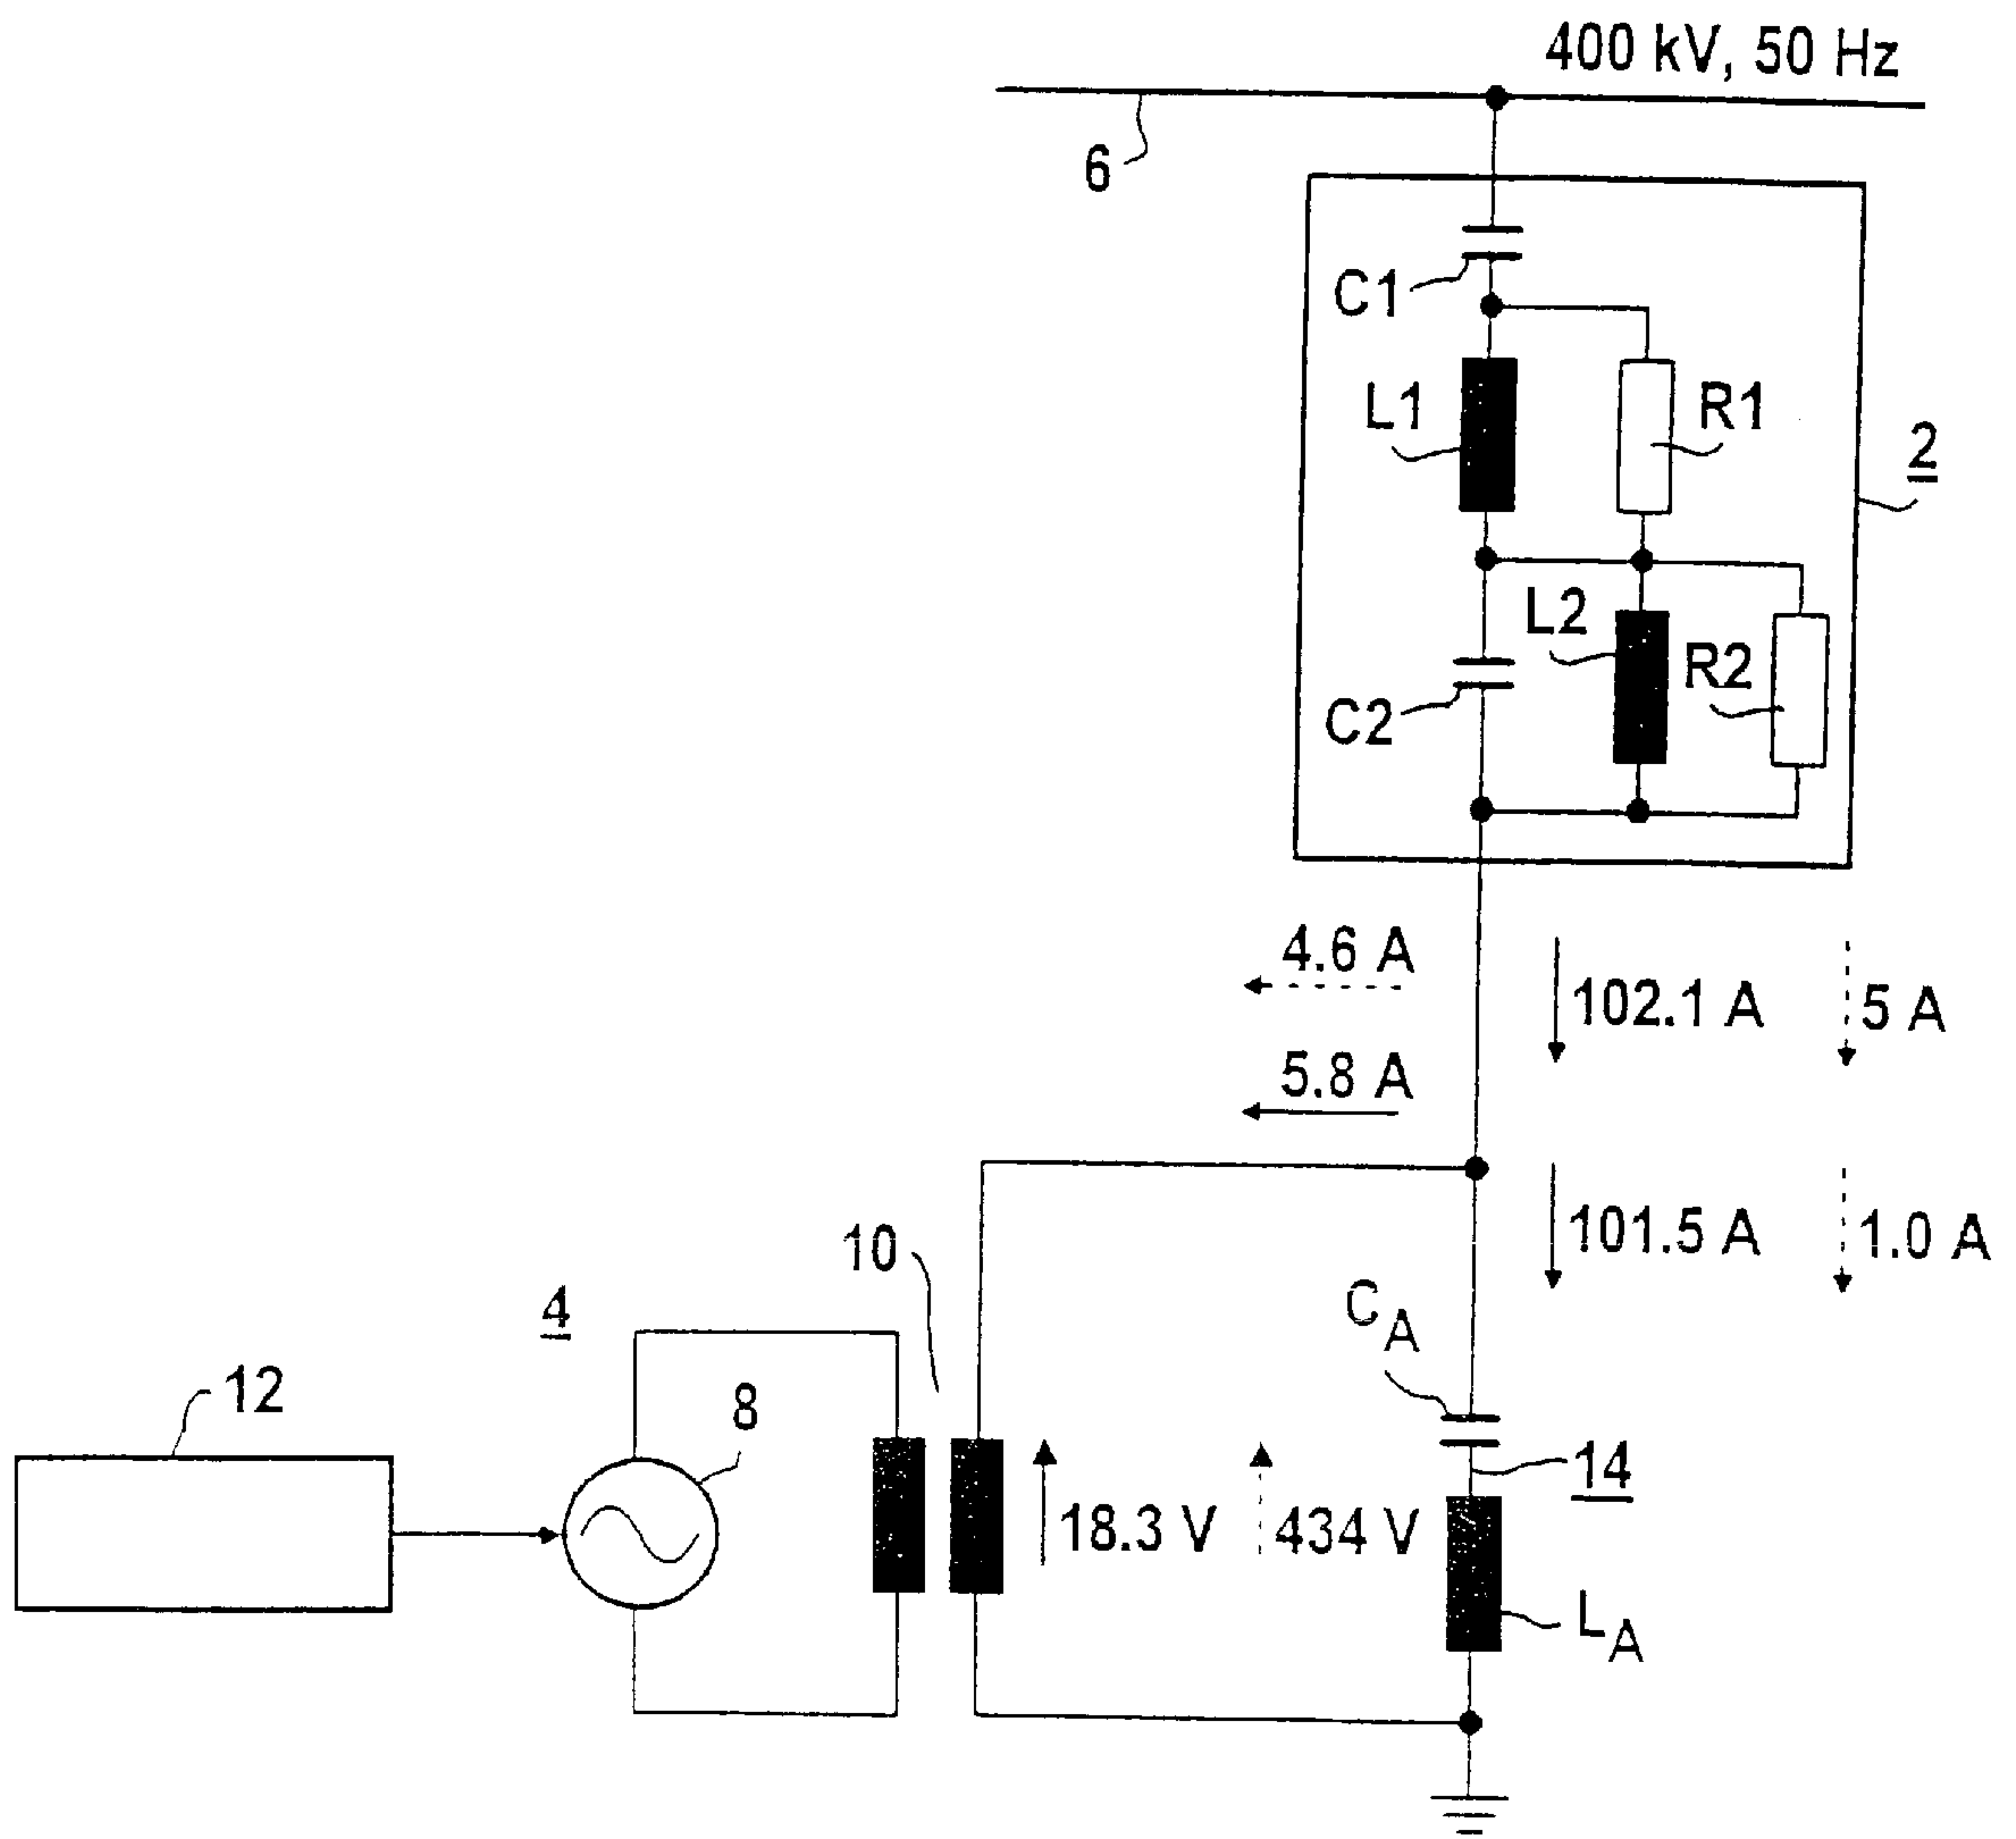 400 kV, 50 Hz
6
C1
L1
R1
2
L2
R2
C2
4.6 A
102.1 A
5 A
5.8 A
101.5 A
1.0 A
10
C A
4
12
8
14
18.3 V
434 V
L A